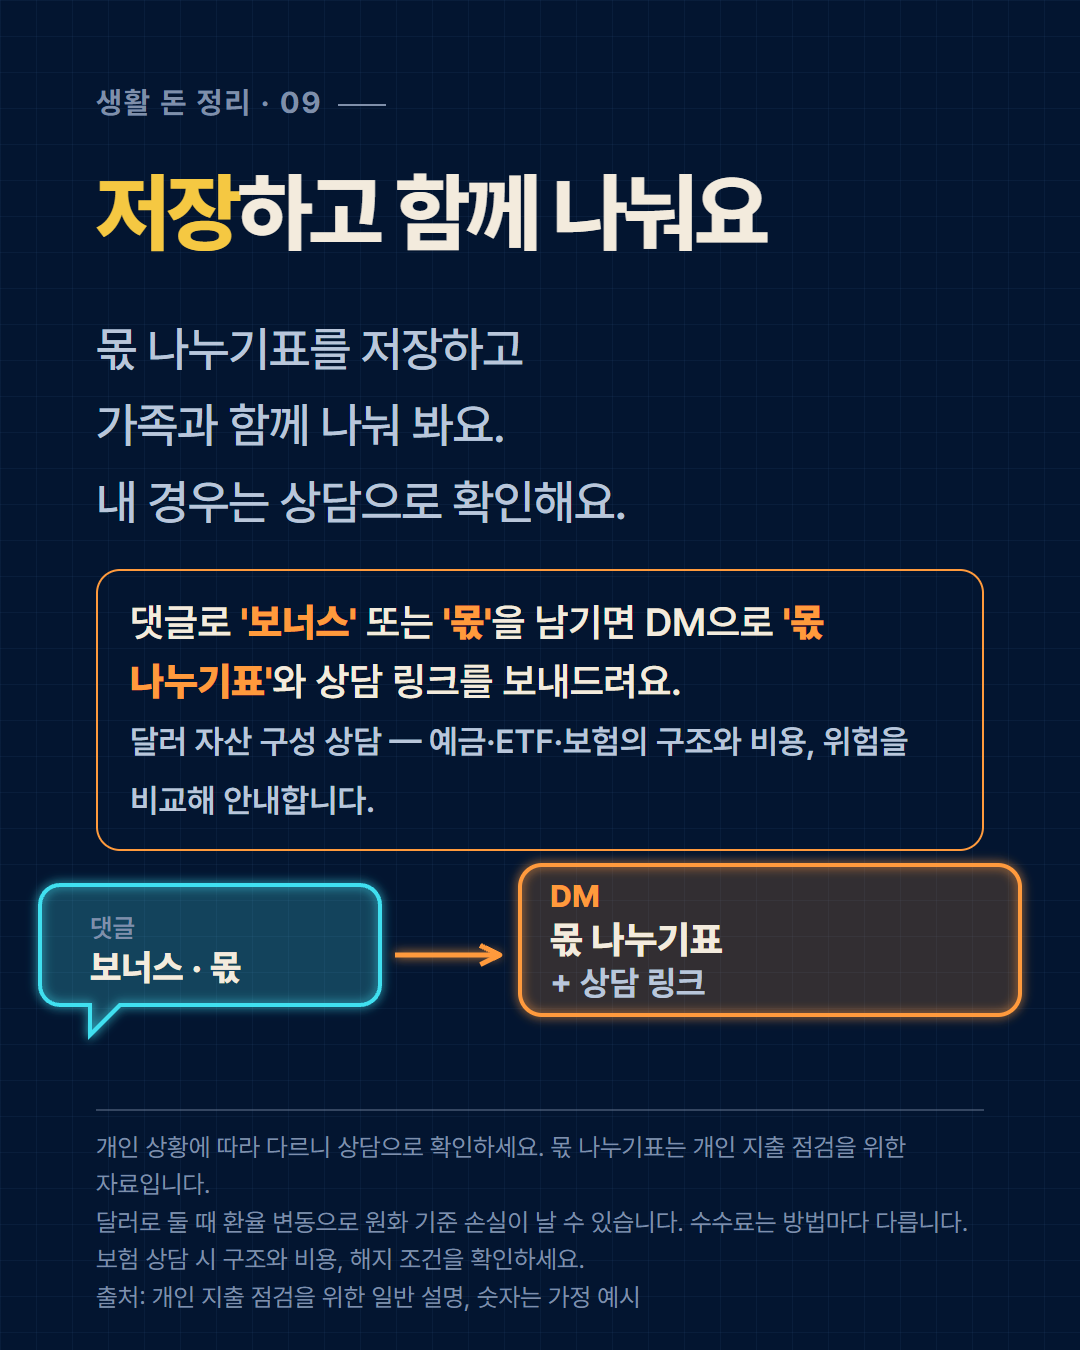 생활 돈 정리 · 09
저장하고 함께 나눠요
몫 나누기표를 저장하고
가족과 함께 나눠 봐요.
내 경우는 상담으로 확인해요.
댓글로 '보너스' 또는 '몫'을 남기면 DM으로 '몫
나누기표'와 상담 링크를 보내드려요.
달러 자산 구성 상담 — 예금·ETF·보험의 구조와 비용, 위험을
비교해 안내합니다.
댓글
보너스 · 몫
DM
몫 나누기표
+ 상담 링크
개인 상황에 따라 다르니 상담으로 확인하세요. 몫 나누기표는 개인 지출 점검을 위한
자료입니다.
달러로 둘 때 환율 변동으로 원화 기준 손실이 날 수 있습니다. 수수료는 방법마다 다릅니다.
보험 상담 시 구조와 비용, 해지 조건을 확인하세요.
출처: 개인 지출 점검을 위한 일반 설명, 숫자는 가정 예시